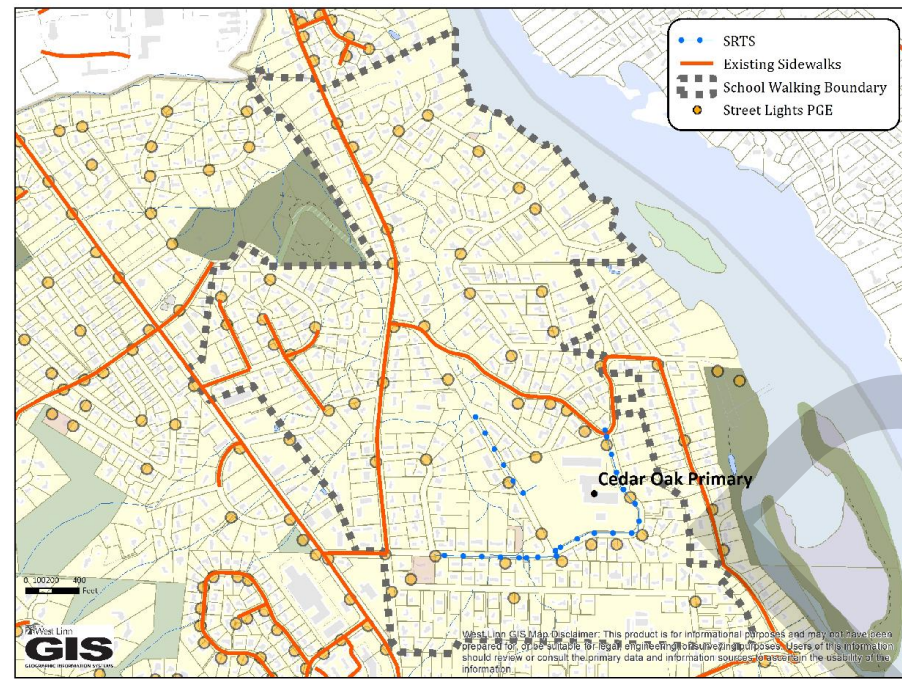 SRTS
Existing Sidewalks
School Walking Boundary
Street Lights PGE
Cedar Oak Primary
0 100200 400
Feet
West Linn
GIS
GEOGRAPHIC INFORMATION SYSTEMS
West Linn GIS Map Disclaimer: This product is for informational purposes and may not have been
prepared for, or be suitable for legal, engineering, or surveying purposes. Users of this information
should review or consult the primary data and information sources to ascertain the usability of the
information.